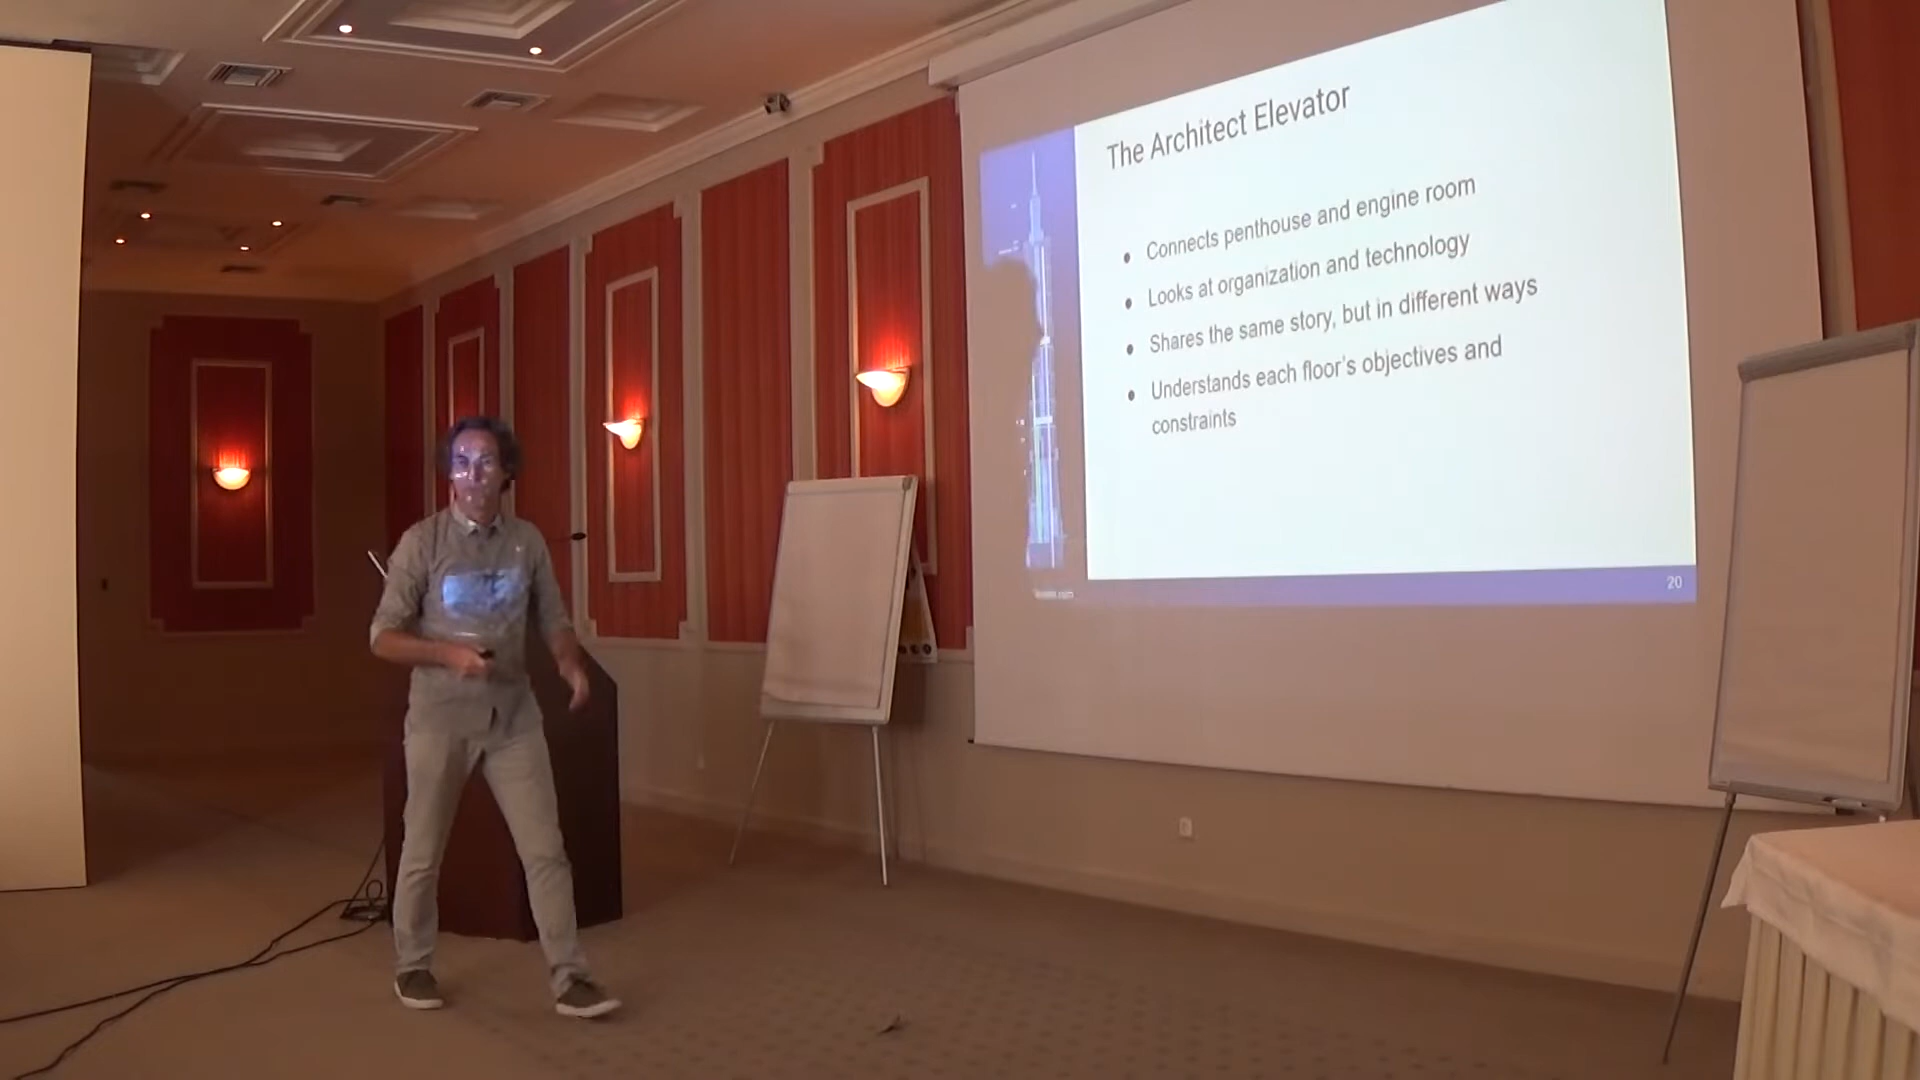 The Architect Elevator
• Connects penthouse and engine room
• Looks at organization and technology
• Shares the same story, but in different ways
• Understands each floor's objectives and
constraints
20